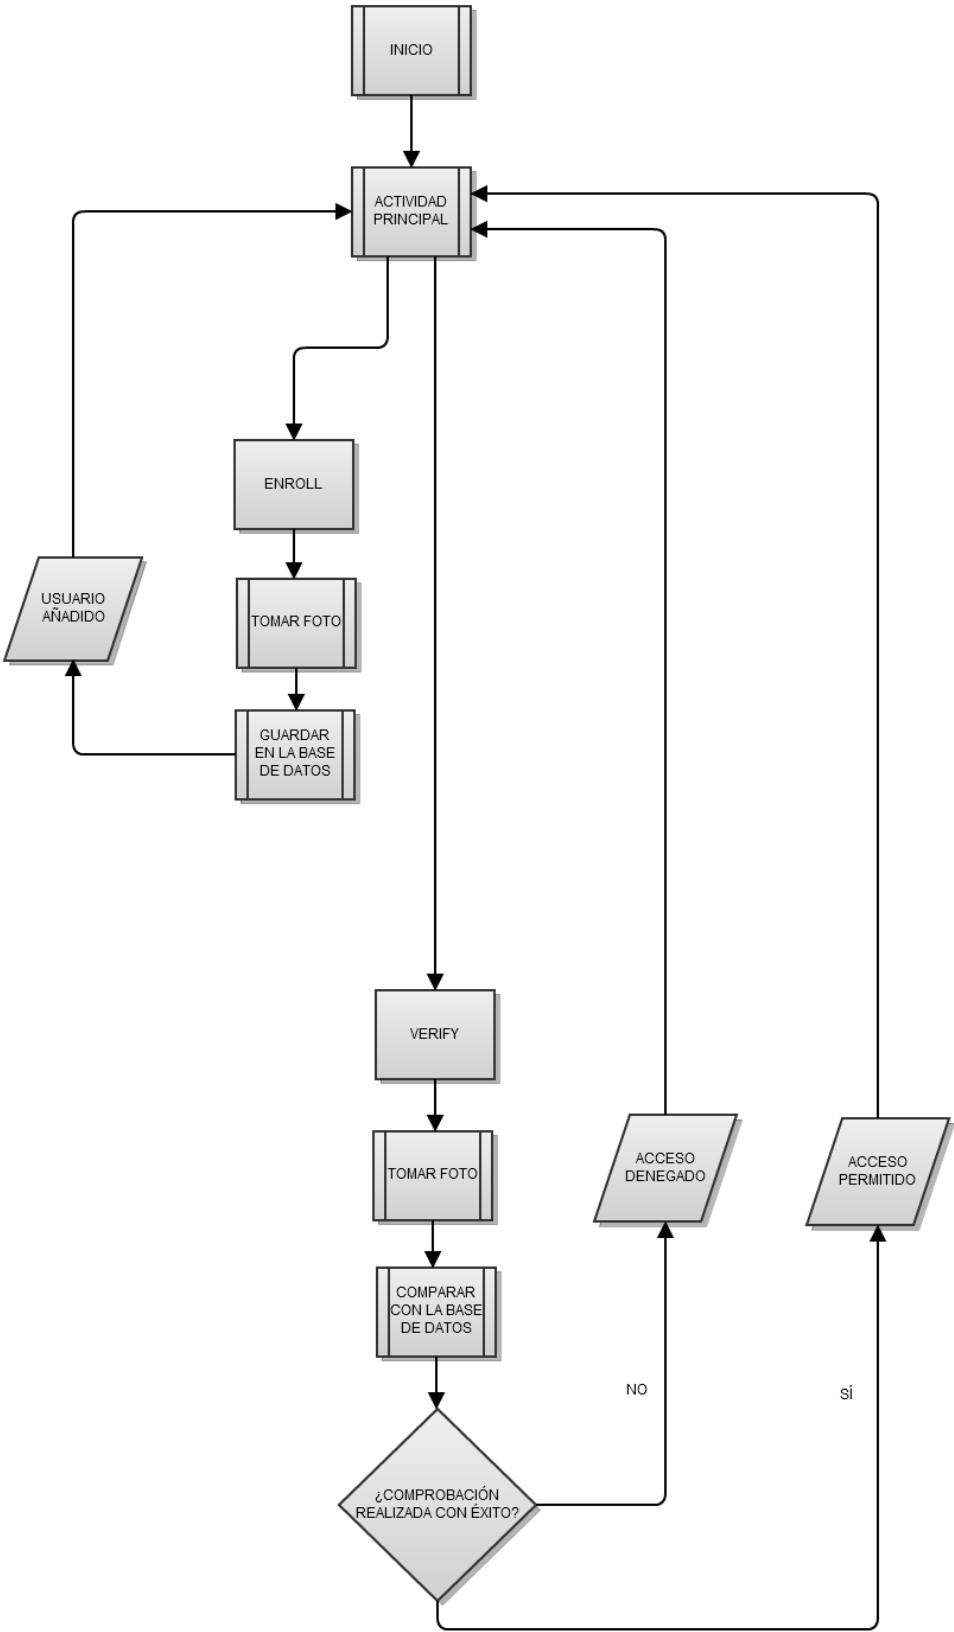 INICIO
ACTIVIDAD
PRINCIPAL
ENROLL
USUARIO
AÑADIDO
TOMAR FOTO
GUARDAR
EN LA BASE
DE DATOS
VERIFY
TOMAR FOTO
ACCESO
DENEGADO
ACCESO
PERMITIDO
COMPARAR
CON LA BASE
DE DATOS
NO
SÍ
¿COMPROBACIÓN
REALIZADA CON ÉXITO?